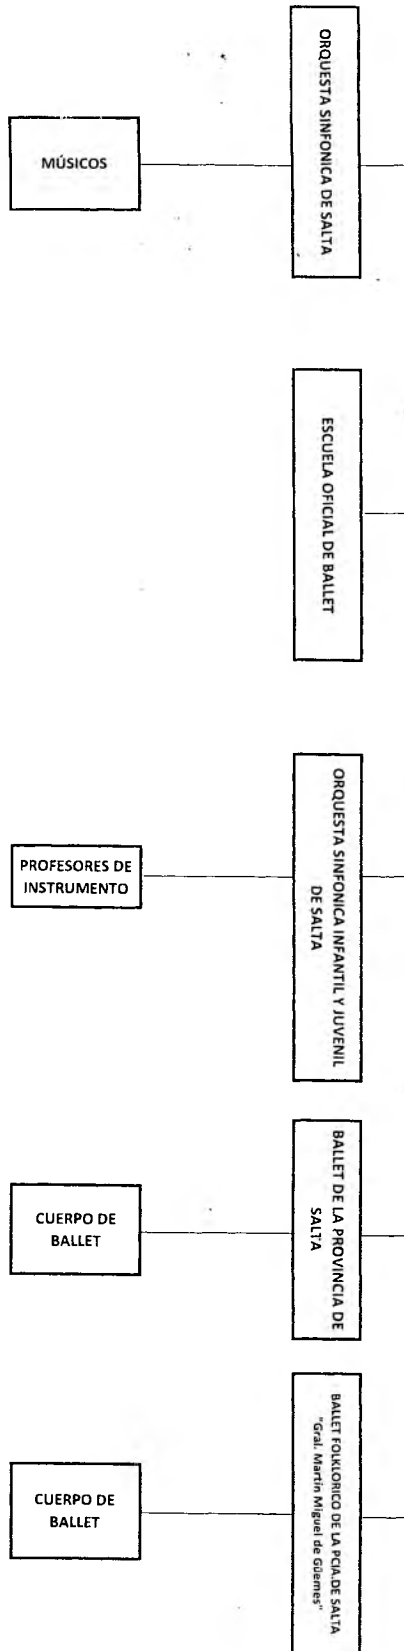 MÚSICOS
ORQUESTA SINFONICA DE SALTA
ESCUELA OFICIAL DE BALLET
PROFESORES DE
INSTRUMENTO
ORQUESTA SINFONICA INFANTIL Y JUVENIL
DE SALTA
CUERPO DE
BALLET
BALLET DE LA PROVINCIA DE
SALTA
CUERPO DE
BALLET
BALLET FOLKLORICO DE LA PCIA.DE SALTA
"Gral. Martin Miguel de Güemes"